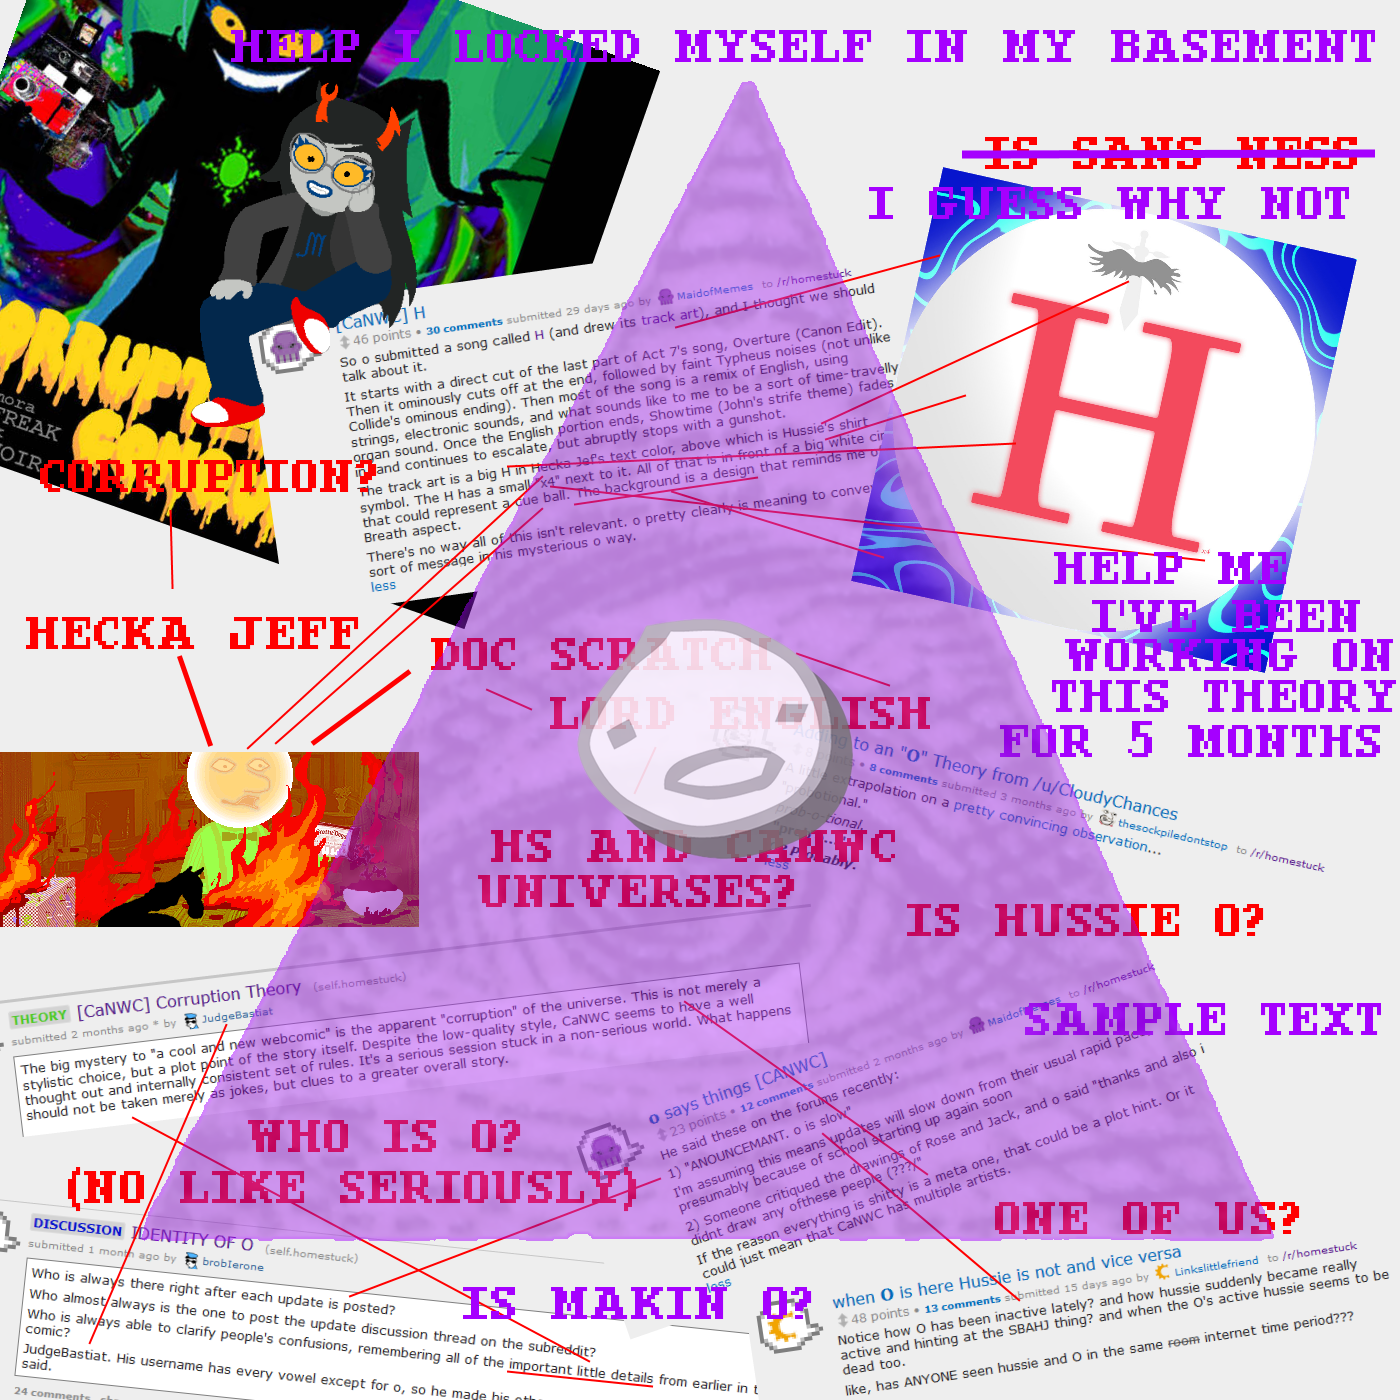 HELP I LOCKED MYSELF IN MY BASEMENT
IS SANS NESS
I GUESS WHY NOT
[CaNWC] H
46 points • 30 comments submitted 29 days ago by MaidofMemes to /r/homestuck
So o submitted a song called H (and drew its track art), and I thought we should
talk about it.
It starts with a direct cut of the last part of Act 7's song, Overture (Canon Edit).
Then it ominously cuts off at the end, followed by faint Typheus noises (not unlike
Collide's ominous ending). Then most of the song is a remix of English, using
strings, electronic sounds, and what sounds like to me to be a sort of time-travelly
organ sound. Once the English portion ends, Showtime (John's strife theme) fades
in and continues to escalate, but abruptly stops with a gunshot.
The track art is a big H in Hecka Jef's text color, above which is Hussie's shirt
symbol. The H has a small "x4" next to it. All of that is in front of a big white cir
that could represent a cue ball. The background is a design that reminds me o
Breath aspect.
There's no way all of this isn't relevant. o pretty clearly is meaning to convey
sort of message in his mysterious o way.
less
H
x4
CORRUPTION?
HECKA JEFF
DOC SCRATCH
LORD ENGLISH
HELP ME
I'VE BEEN
WORKING ON
THIS THEORY
FOR 5 MONTHS
Adding to an "O" Theory from /u/CloudyChances
8 comments submitted 3 months ago by thesockpiledontstop to /r/homestuck
A little extrapolation on a pretty convincing observation...
probably.
less
HS AND CANWC
UNIVERSES?
IS HUSSIE O?
THEORY [CaNWC] Corruption Theory (self.homestuck)
submitted 2 months ago * by JudgeBastiat
The big mystery to "a cool and new webcomic" is the apparent "corruption" of the universe. This is not merely a
stylistic choice, but a plot point of the story itself. Despite the low-quality style, CaNWC seems to have a well
thought out and internally consistent set of rules. It's a serious session stuck in a non-serious world. What happens
should not be taken merely as jokes, but clues to a greater overall story.
SAMPLE TEXT
o says things [CANWC]
23 points • 12 comments submitted 2 months ago by MaidofMemes to /r/homestuck
He said these on the forums recently:
1) "ANOUNCEMANT. o is slow"
I'm assuming this means updates will slow down from their usual rapid pace
presumably because of school starting up again soon
2) Someone critiqued the drawings of Rose and Jack, and o said "thanks and also i
didnt draw any ofthese peeple (???/"
If the reason everything is shitty is a meta one, that could be a plot hint. Or it
could just mean that CaNWC has multiple artists.
less
WHO IS O?
(NO LIKE SERIOUSLY)
ONE OF US?
DISCUSSION IDENTITY OF O (self.homestuck)
submitted 1 month ago by brobIerone
Who is always there right after each update is posted?
Who almost always is the one to post the update discussion thread on the subreddit?
Who is always able to clarify people's confusions, remembering all of the important little details from earlier in t
comic?
JudgeBastiat. His username has every vowel except for o, so he made his
said.
24 comments
IS MAKIN O?
when O is here Hussie is not and vice versa
48 points • 13 comments submitted 15 days ago by Linkslittlefriend to /r/homestuck
Notice how O has been inactive lately? and how hussie suddenly became really
active and hinting at the SBAHJ thing? and when the O's active hussie seems to be
dead too.
like, has ANYONE seen hussie and O in the same room internet time period???